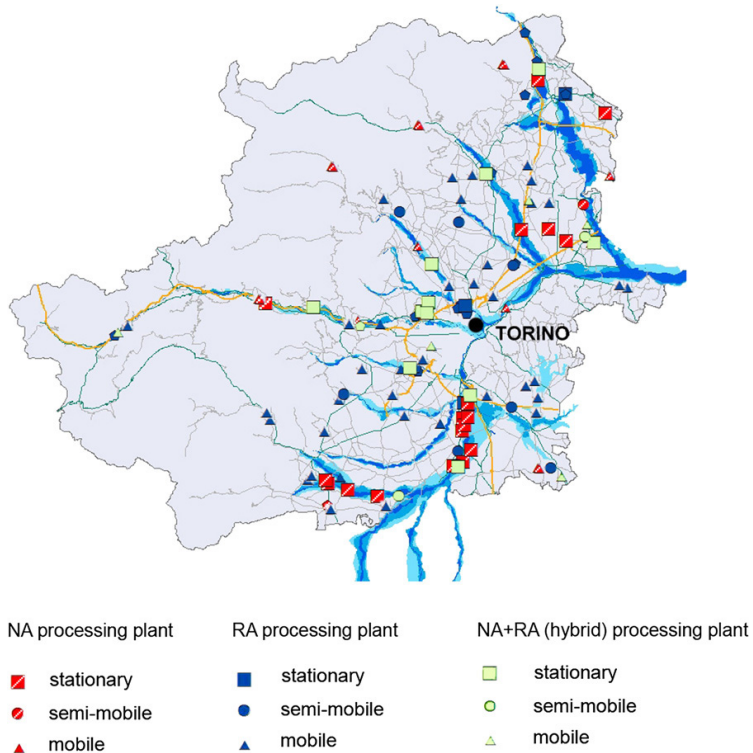 TORINO
NA processing plant
RA processing plant
NA+RA (hybrid) processing plant
stationary
stationary
stationary
semi-mobile
semi-mobile
semi-mobile
mobile
mobile
mobile